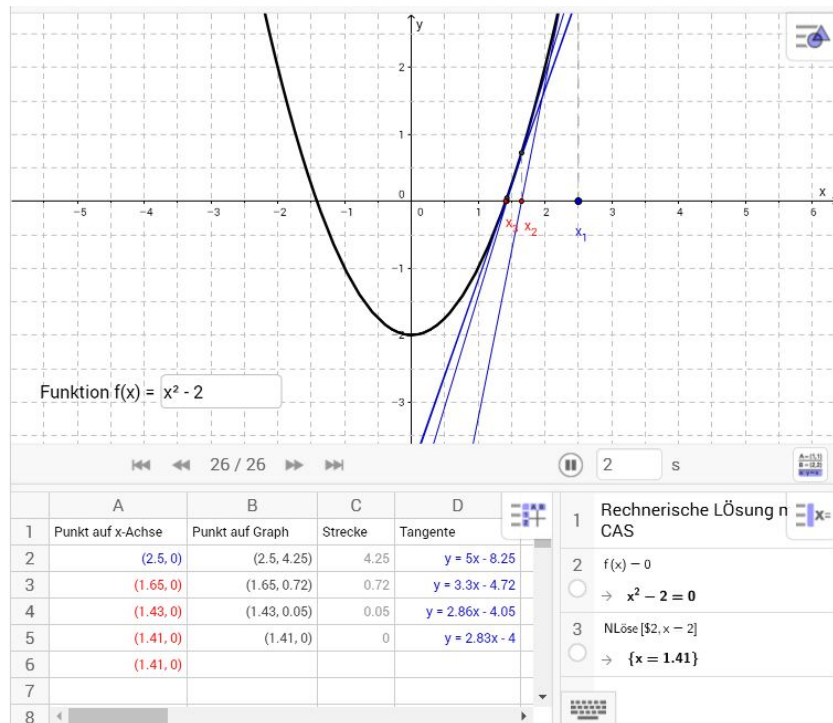 y
2
1
0
x
−5
−4
−3
−2
−1
0
1
2
3
4
5
6
x3
x2
x1
−1
−2
−3
Funktion f(x) = x² - 2
26 / 26
2
s
A
B
C
D
1
Punkt auf x-Achse
Punkt auf Graph
Strecke
Tangente
2
(2.5, 0)
(2.5, 4.25)
4.25
y = 5x - 8.25
3
(1.65, 0)
(1.65, 0.72)
0.72
y = 3.3x - 4.72
4
(1.43, 0)
(1.43, 0.05)
0.05
y = 2.86x - 4.05
5
(1.41, 0)
(1.41, 0)
0
y = 2.83x - 4
6
(1.41, 0)
7
8
1
Rechnerische LÖsung
CAS
2
f(x) − 0
→ x² − 2 = 0
3
NLöse [$2, x − 2]
→ {x = 1.41}
x=